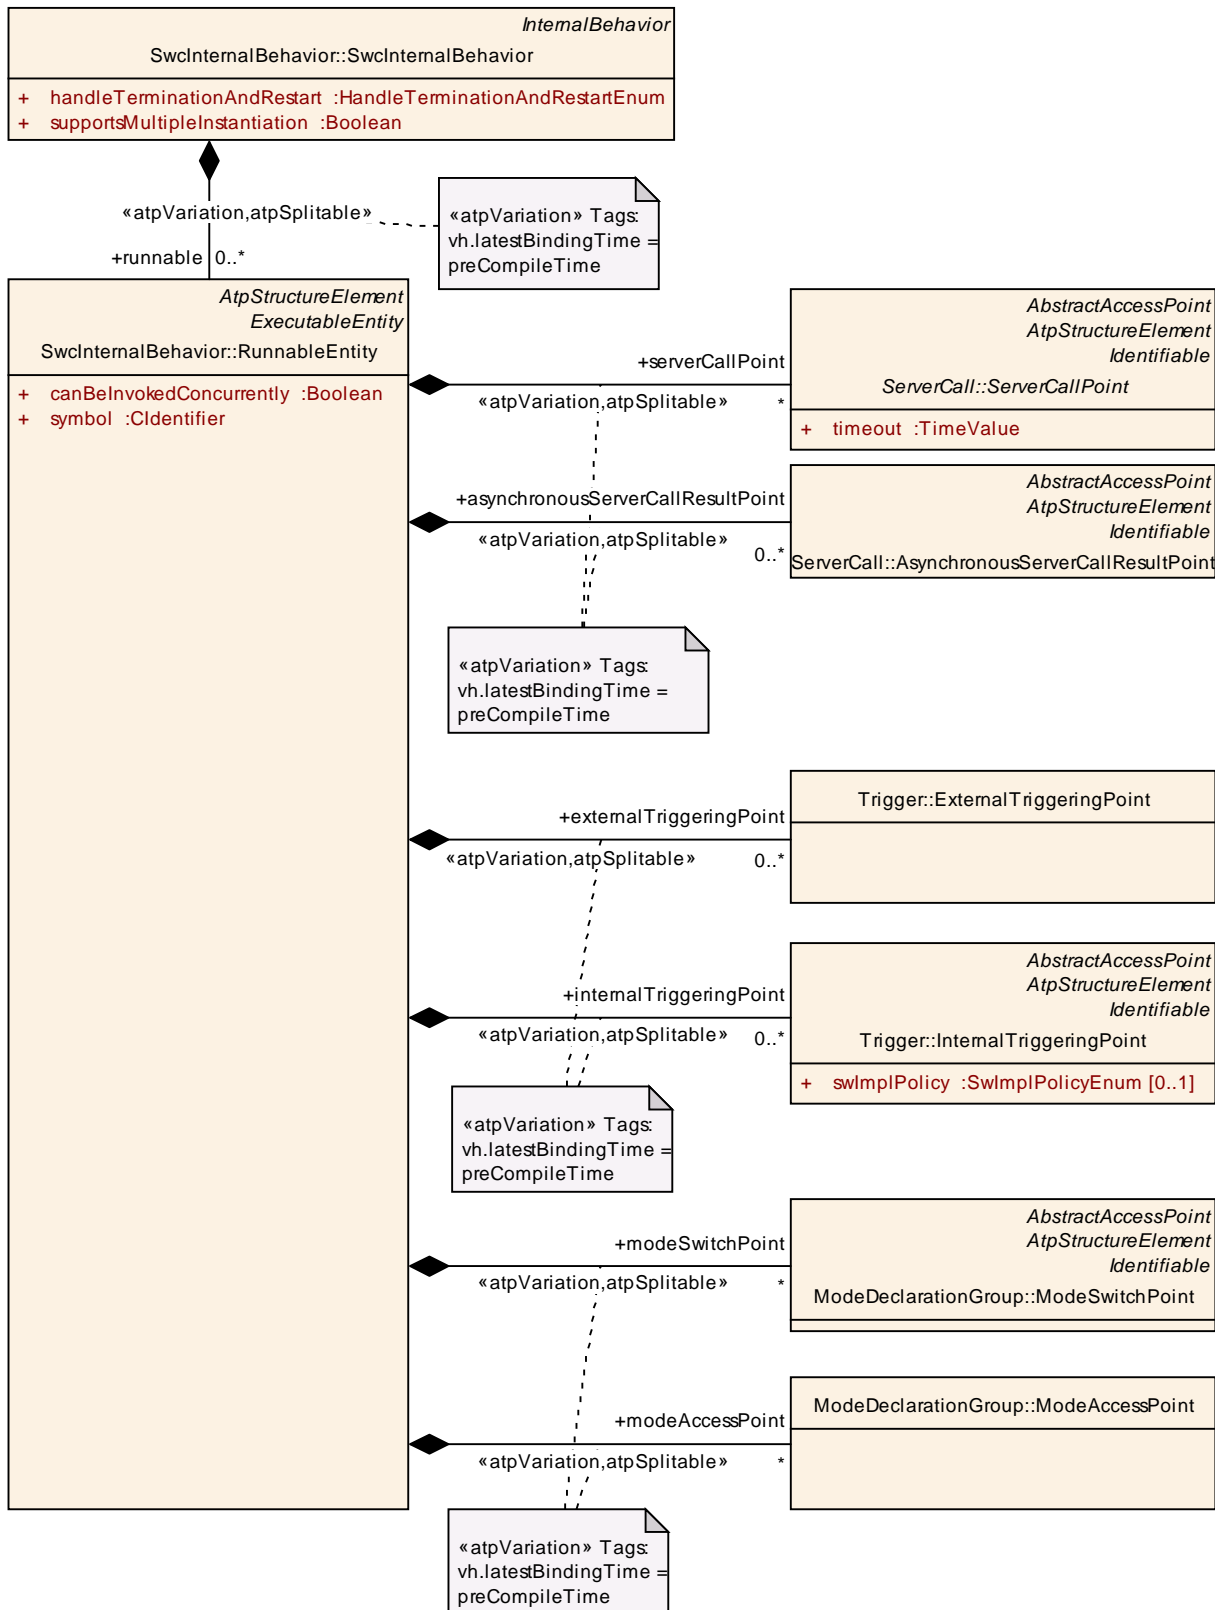 InternalBehavior
SwcInternalBehavior::SwcInternalBehavior
+ handleTerminationAndRestart :HandleTerminationAndRestartEnum
+ supportsMultipleInstantiation :Boolean
«atpVariation,atpSplitable»
«atpVariation» Tags:
vh.latestBindingTime =
preCompileTime
+runnable 0..*
AtpStructureElement
ExecutableEntity
SwcInternalBehavior::RunnableEntity
+ canBeInvokedConcurrently :Boolean
+ symbol :CIdentifier
+serverCallPoint
«atpVariation,atpSplitable» *
AbstractAccessPoint
AtpStructureElement
Identifiable
ServerCall::ServerCallPoint
+ timeout :TimeValue
+asynchronousServerCallResultPoint
«atpVariation,atpSplitable» 0..*
AbstractAccessPoint
AtpStructureElement
Identifiable
ServerCall::AsynchronousServerCallResultPoint
«atpVariation» Tags:
vh.latestBindingTime =
preCompileTime
+externalTriggeringPoint
«atpVariation,atpSplitable» 0..*
Trigger::ExternalTriggeringPoint
+internalTriggeringPoint
«atpVariation,atpSplitable» 0..*
AbstractAccessPoint
AtpStructureElement
Identifiable
Trigger::InternalTriggeringPoint
+ swImplPolicy :SwImplPolicyEnum [0..1]
«atpVariation» Tags:
vh.latestBindingTime =
preCompileTime
+modeSwitchPoint
«atpVariation,atpSplitable» *
AbstractAccessPoint
AtpStructureElement
Identifiable
ModeDeclarationGroup::ModeSwitchPoint
+modeAccessPoint
«atpVariation,atpSplitable» *
ModeDeclarationGroup::ModeAccessPoint
«atpVariation» Tags:
vh.latestBindingTime =
preCompileTime